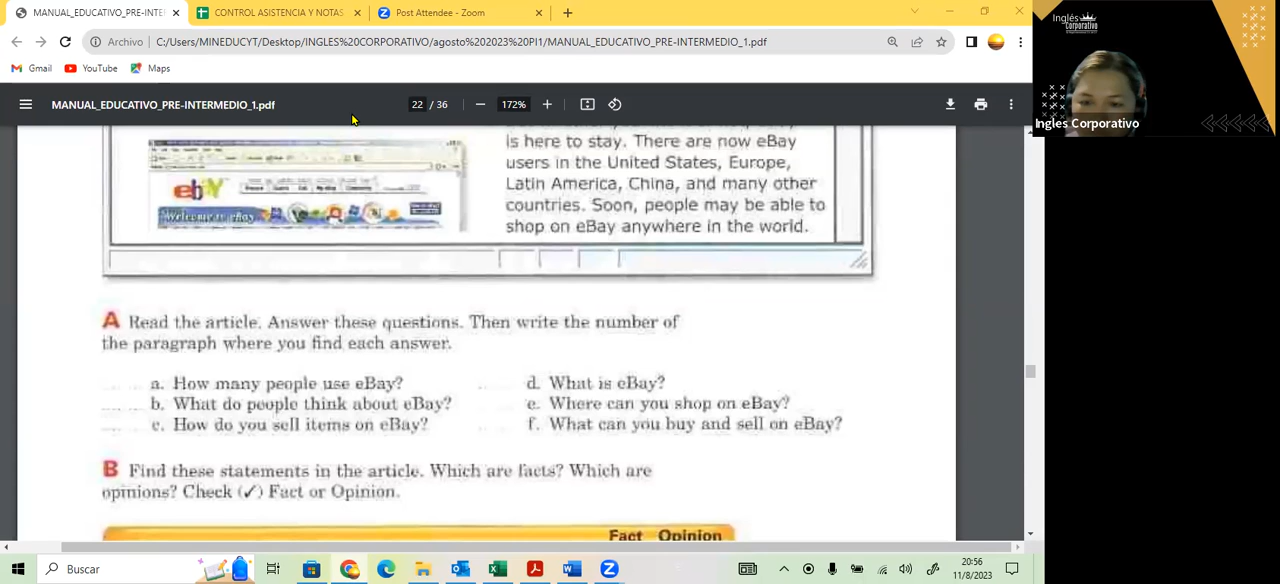 MANUAL_EDUCATIVO_PRE-INTERME
CONTROL ASISTENCIA Y NOTAS
Post Attendee - Zoom
Archivo
C:/Users/MINEDUCYT/Desktop/INGLES%20CORPORATIVO/agosto%202023%20PI1/MANUAL_EDUCATIVO_PRE-INTERMEDIO_1.pdf
Gmail
YouTube
Maps
MANUAL_EDUCATIVO_PRE-INTERMEDIO_1.pdf
22 / 36
172%
Inglés
Corporativo
Ingles Corporativo
is here to stay. There are now eBay
users in the United States, Europe,
Latin America, China, and many other
countries. Soon, people may be able to
shop on eBay anywhere in the world.
ebY
Welcome to eBay
A Read the article. Answer these questions. Then write the number of
the paragraph where you find each answer.
a. How many people use eBay?
b. What do people think about eBay?
c. How do you sell items on eBay?
d. What is eBay?
e. Where can you shop on eBay?
f. What can you buy and sell on eBay?
B Find these statements in the article. Which are facts? Which are
opinions? Check (✓) Fact or Opinion.
Fact Opinion
Buscar
20:56
11/8/2023